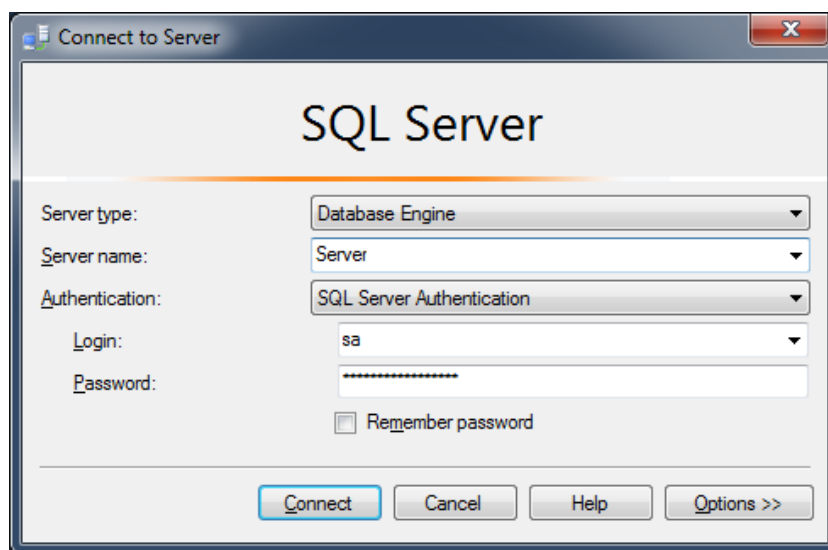 Connect to Server
SQL Server
Server type: Database Engine
Server name: Server
Authentication: SQL Server Authentication
Login: sa
Password: *****************
Remember password
Connect Cancel Help Options >>